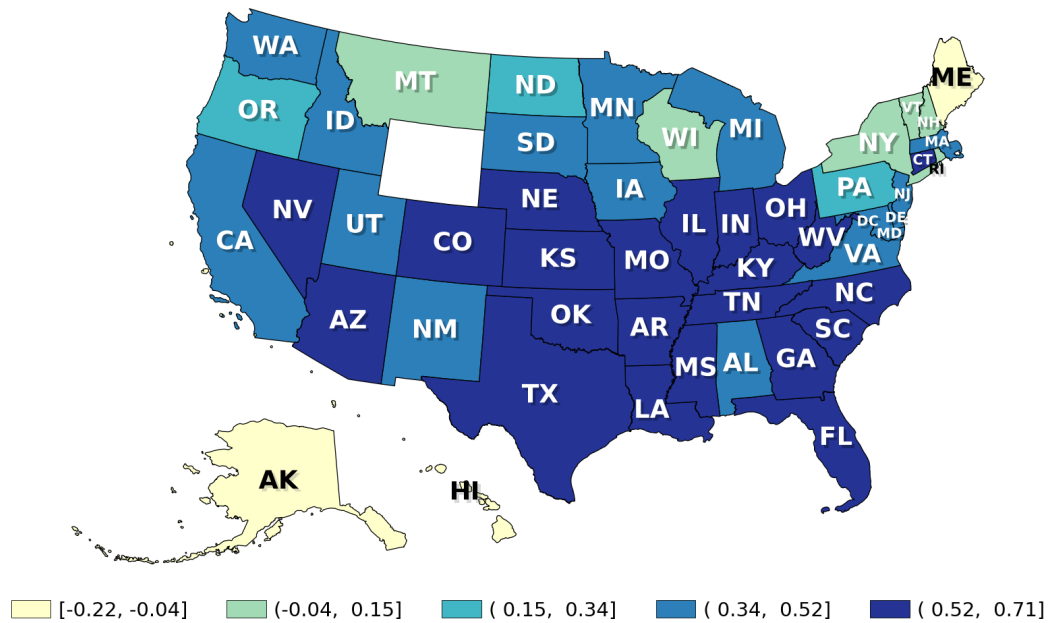 WA
MT
ND
ME
OR
ID
MN
VT
NH
SD
WI
MI
NY
MA
CT
RI
NE
IA
PA
NJ
NV
UT
CO
IL
IN
OH
DC
DE
MD
CA
KS
MO
WV
VA
KY
AZ
NM
OK
AR
TN
NC
SC
TX
MS
AL
GA
LA
FL
AK
HI
[-0.22, -0.04] (-0.04, 0.15] ( 0.15, 0.34] ( 0.34, 0.52] ( 0.52, 0.71]